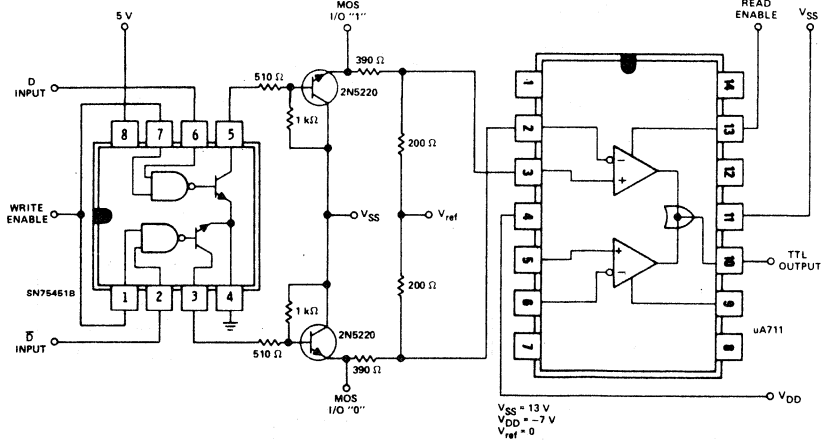 MOS
I/O "1"
READ
ENABLE
VSS
5 V
D
INPUT
510 Ω
390 Ω
2N5220
1 kΩ
200 Ω
8
7
6
5
WRITE
ENABLE
VSS
Vref
SN75451B
1
2
3
4
D̅
INPUT
200 Ω
1 kΩ
2N5220
510 Ω
390 Ω
MOS
I/O "0"
1
2
3
4
5
6
7
14
13
12
11
10
9
8
TTL
OUTPUT
uA711
VDD
VSS = 13 V
VDD = -7 V
Vref = 0
- 
+
+
-